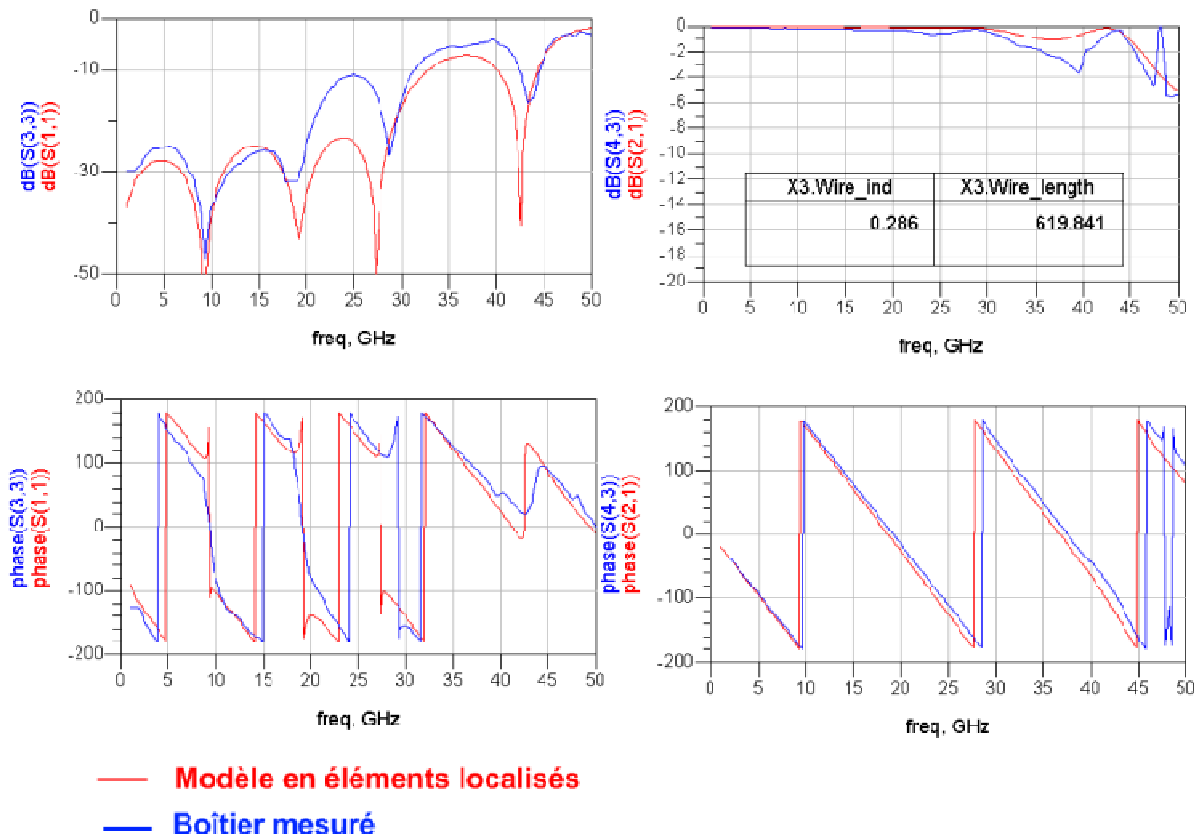 0
-10
-30
-50
0 5 10 15 20 25 30 35 40 45 50
freq, GHz
dB(S(3,3))
dB(S(1,1))
0
-2
-4
-6
-8
-10
-12
-14
-16
-18
-20
0 5 10 15 20 25 30 35 40 45 50
freq, GHz
dB(S(4,3))
dB(S(2,1))
X3.Wire_ind X3.Wire_length
0.286 619.841
200
100
0
-100
-200
0 5 10 15 20 25 30 35 40 45 50
freq, GHz
phase(S(3,3))
phase(S(1,1))
200
100
0
-100
-200
0 5 10 15 20 25 30 35 40 45 50
freq, GHz
phase(S(4,3))
phase(S(2,1))
Modèle en éléments localisés
Boîtier mesuré